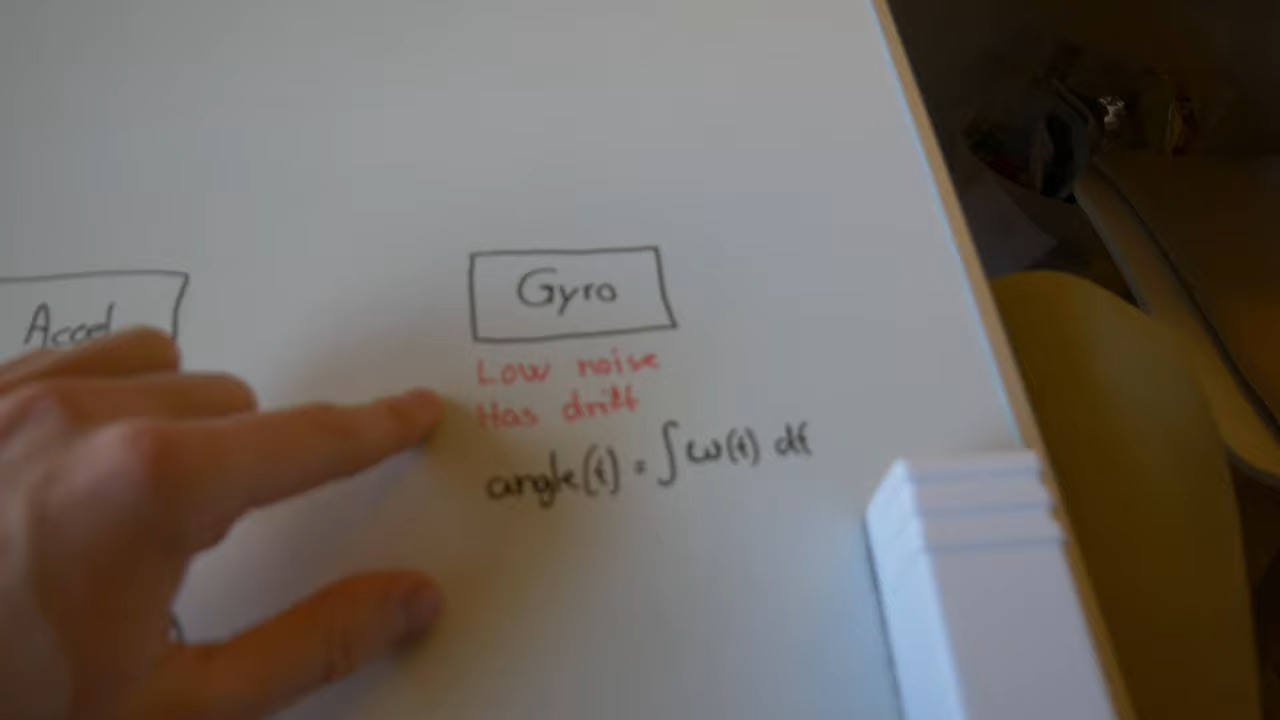 Gyro
Accel
Low noise
Has drift
angle(t) = ∫ω(t) dt